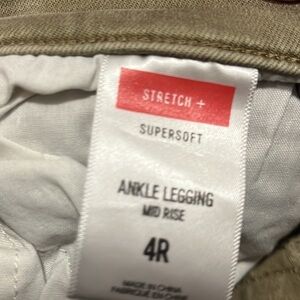 STRETCH +
SUPERSOFT
ANKLE LEGGING
MID RISE
4R
MADE IN CHINA
FABRIQUÉ EN CHINE